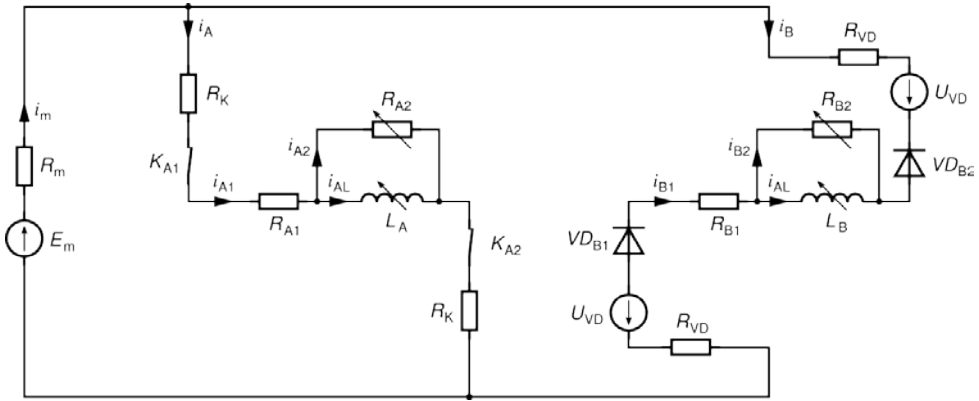 i_A
i_B
R_VD
R_K
U_VD
R_A2
R_B2
i_m
K_A1
i_A2
i_B2
VD_B2
R_m
i_A1
i_AL
i_B1
i_AL
R_A1
L_A
R_B1
L_B
E_m
K_A2
VD_B1
R_K
U_VD
R_VD